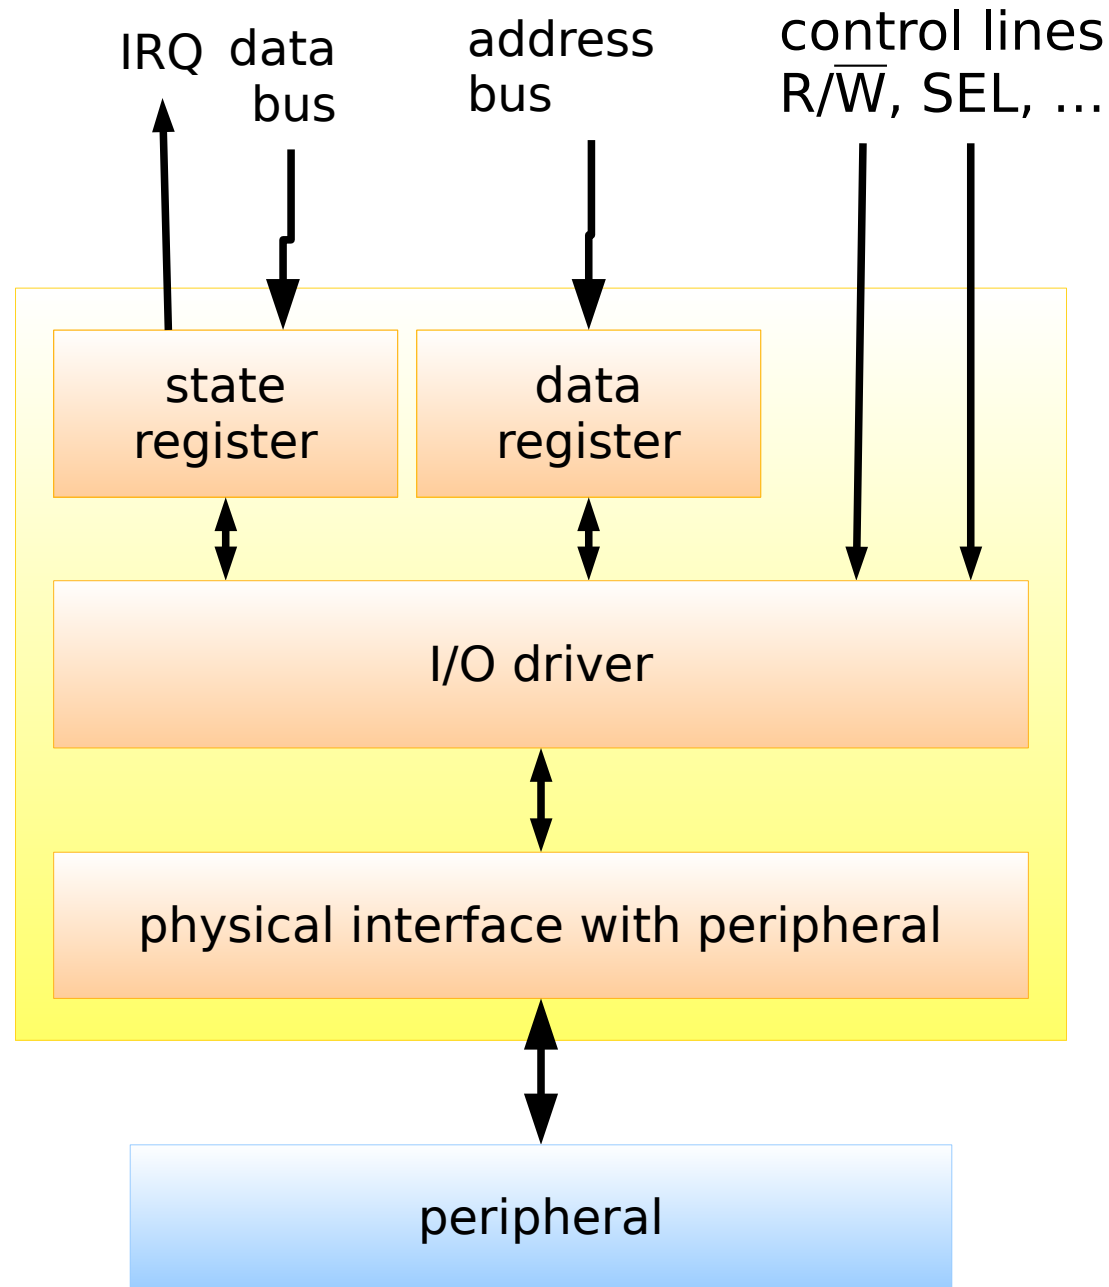 IRQ
data
bus
address
bus
control lines
R/W̅, SEL, ...
state
register
data
register
I/O driver
physical interface with peripheral
peripheral